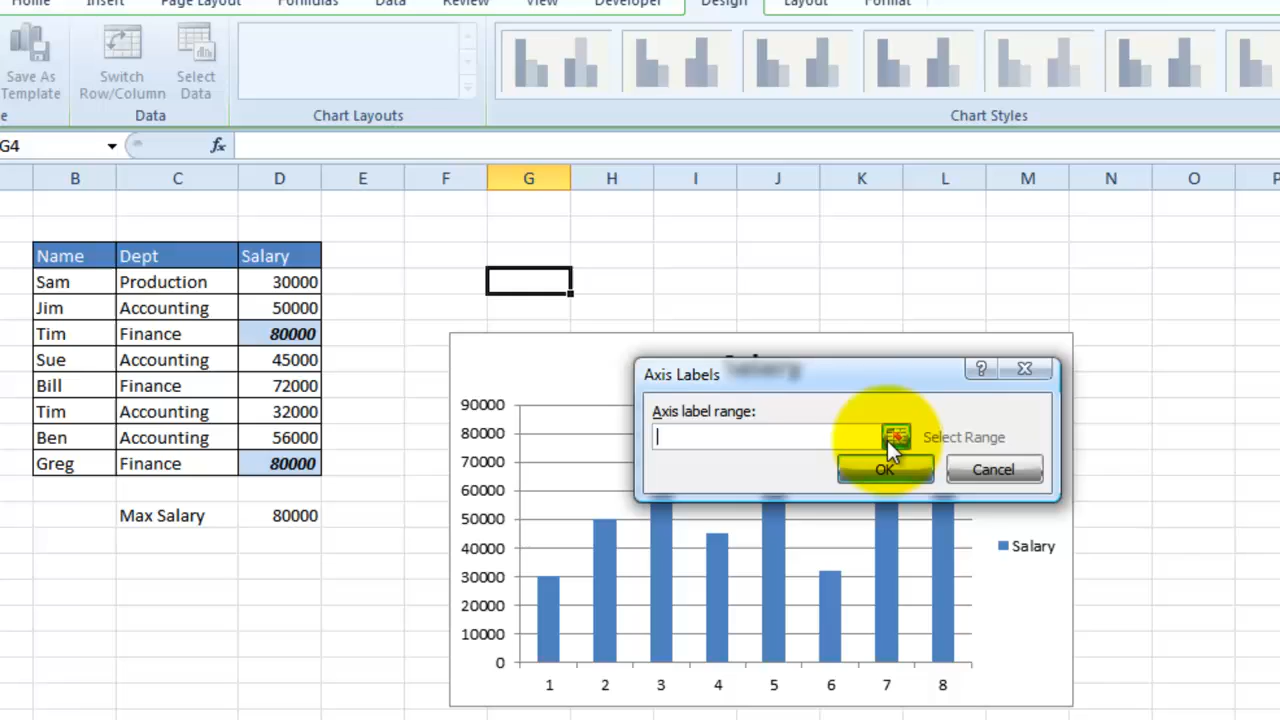 Home Insert Page Layout Formulas Data Review View Developer Design Layout Format
Save As Template
Switch Row/Column
Select Data
e
Data
Chart Layouts
Chart Styles
G4
fx
B C D E F G H I J K L M N O P
Name Dept Salary
Sam Production 30000
Jim Accounting 50000
Tim Finance 80000
Sue Accounting 45000
Bill Finance 72000
Tim Accounting 32000
Ben Accounting 56000
Greg Finance 80000
Max Salary 80000
Salary
Axis Labels
?
Axis label range:
Select Range
OK Cancel
90000
80000
70000
60000
50000
40000
30000
20000
10000
0
1 2 3 4 5 6 7 8
Salary